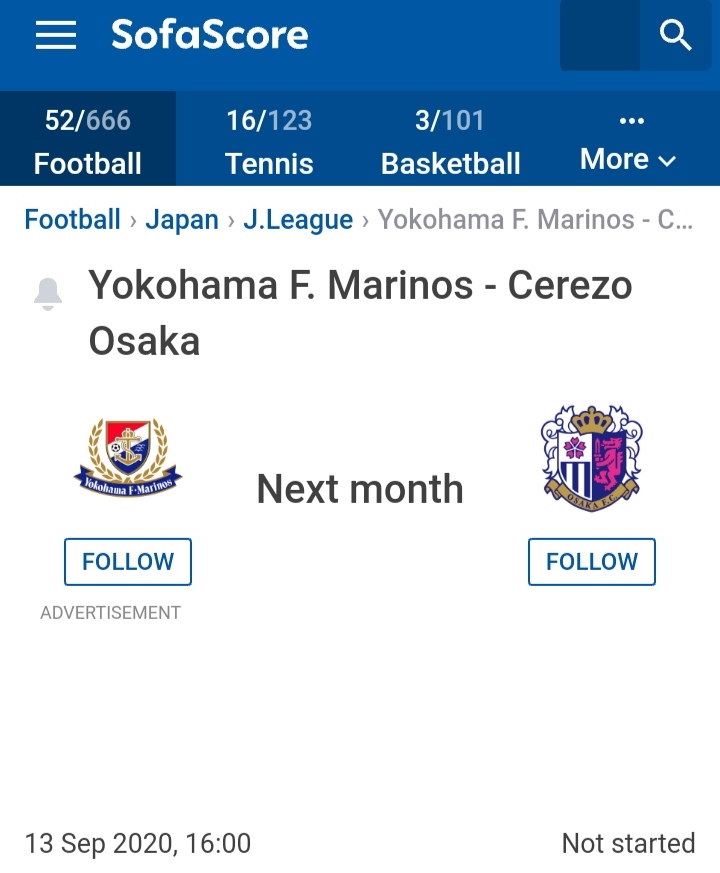 SofaScore
52/666
Football
16/123
Tennis
3/101
Basketball
...
More
Football › Japan › J.League › Yokohama F. Marinos - C...
Yokohama F. Marinos - Cerezo
Osaka
Yokohama F·Marinos
OSAKA F.C
Next month
FOLLOW
FOLLOW
ADVERTISEMENT
13 Sep 2020, 16:00
Not started